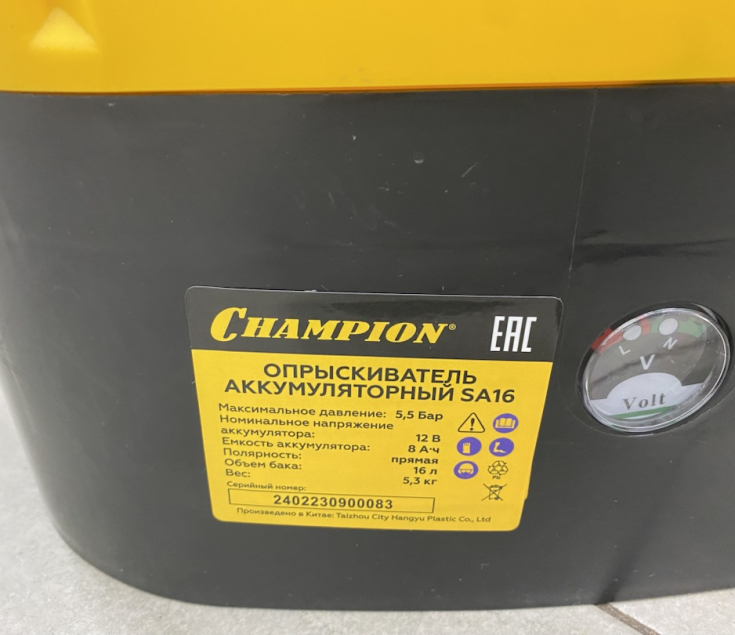 CHAMPION®
EAC
ОПРЫСКИВАТЕЛЬ
АККУМУЛЯТОРНЫЙ SA16
Максимальное давление: 5,5 Бар
Номинальное напряжение
аккумулятора: 12 В
Емкость аккумулятора: 8 А·ч
Полярность: прямая
Объем бака: 16 л
Вес: 5,3 кг
Серийный номер:
2402230900083
Произведено в Китае: Taizhou City Hangyu Plastic Co., Ltd
L N
V
Volt